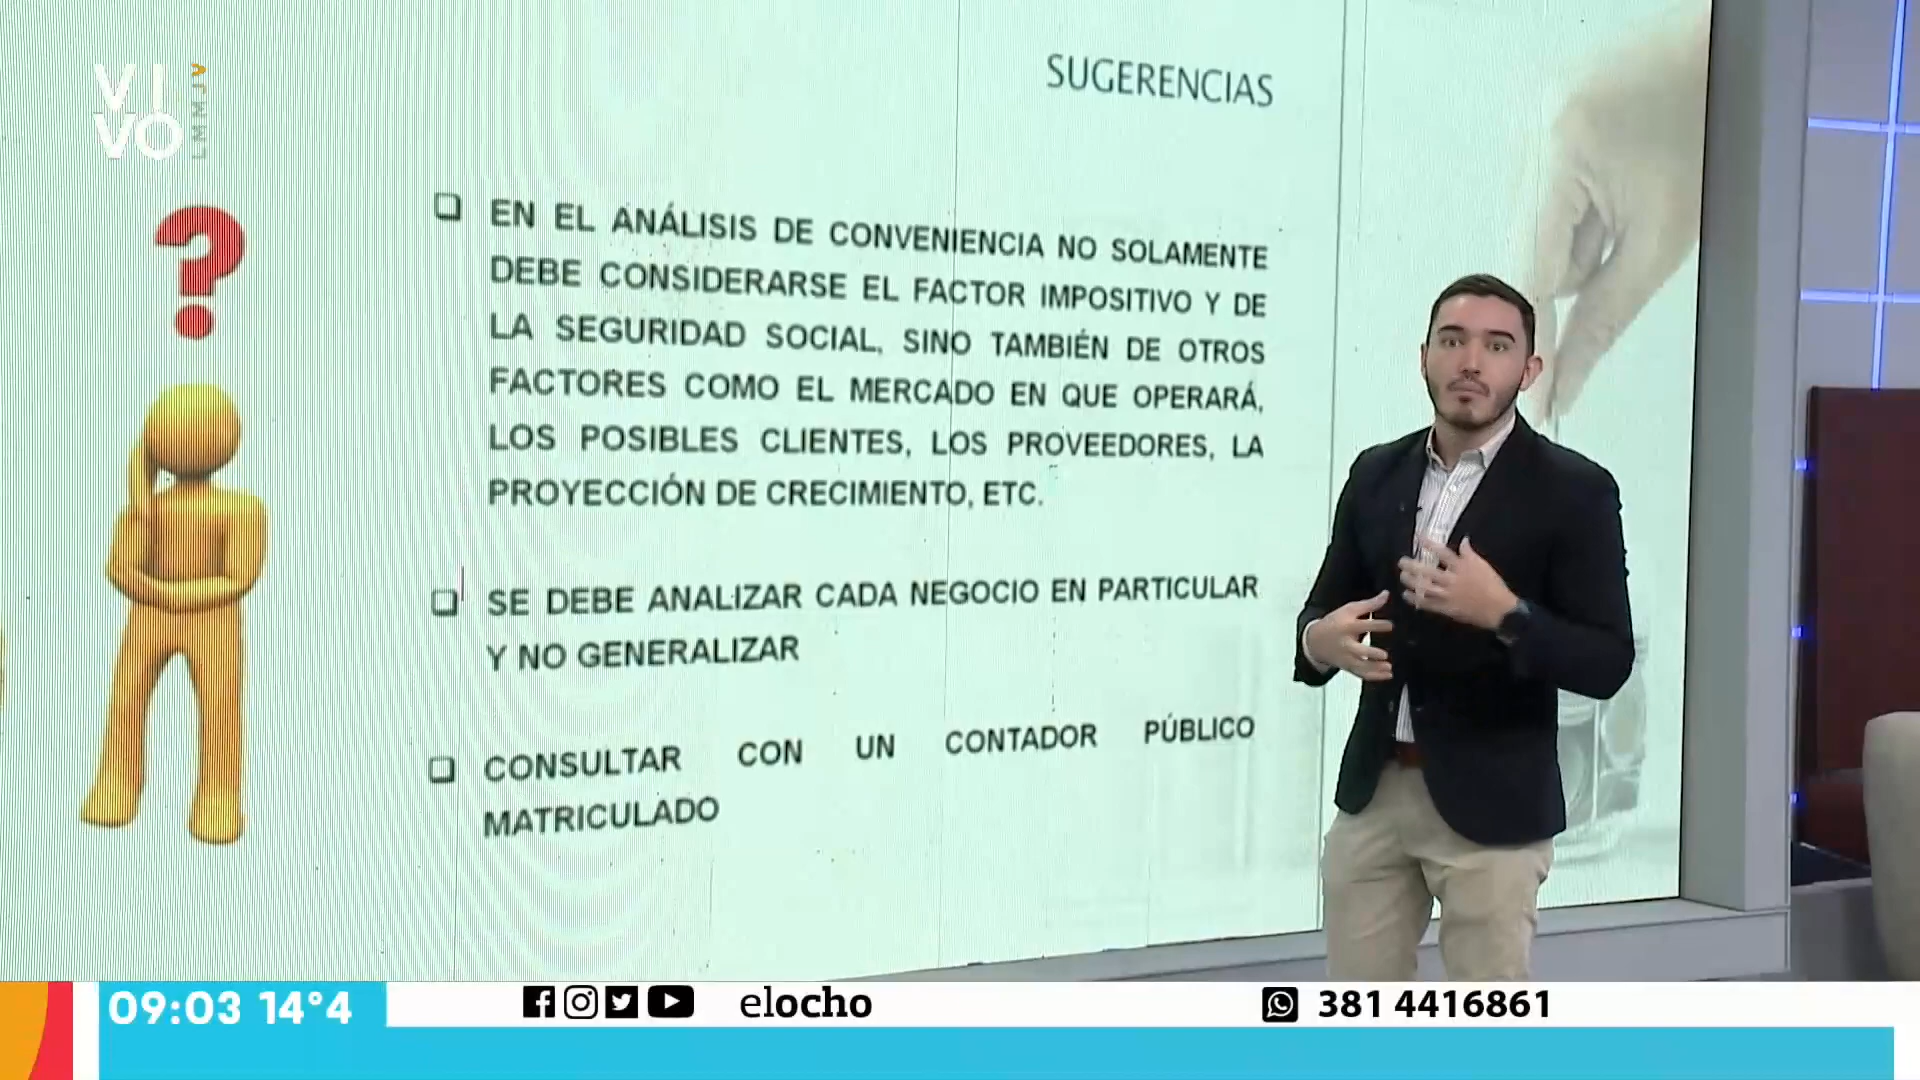 VI
VO
LMMJV
SUGERENCIAS
?
EN EL ANÁLISIS DE CONVENIENCIA NO SOLAMENTE
DEBE CONSIDERARSE EL FACTOR IMPOSITIVO Y DE
LA SEGURIDAD SOCIAL, SINO TAMBIÉN DE OTROS
FACTORES COMO EL MERCADO EN QUE OPERARÁ,
LOS POSIBLES CLIENTES, LOS PROVEEDORES, LA
PROYECCIÓN DE CRECIMIENTO, ETC.
SE DEBE ANALIZAR CADA NEGOCIO EN PARTICULAR
Y NO GENERALIZAR
CONSULTAR CON UN CONTADOR PÚBLICO
MATRICULADO
09:03 14°4
elocho
381 4416861